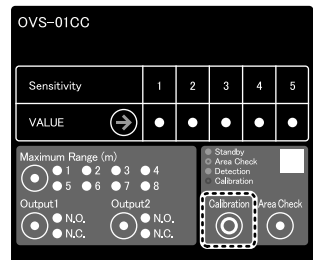 OVS-01CC
Sensitivity 1 2 3 4 5
VALUE
Maximum Range (m)
1 2 3 4
5 6 7 8
Standby
Area Check
Detection
Calibration
Output1 Output2 Calibration Area Check
N.O. N.O.
N.C. N.C.